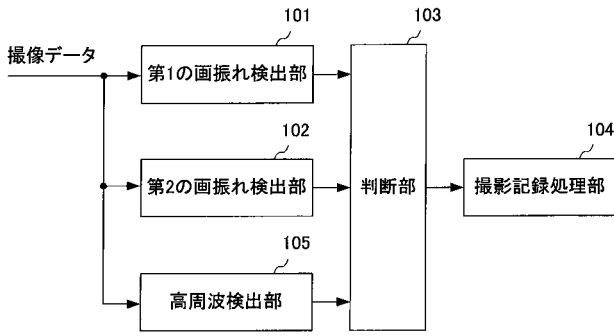 101
103
撮像データ
第1の画振れ検出部
102
104
第2の画振れ検出部
判断部
撮影記録処理部
105
高周波検出部